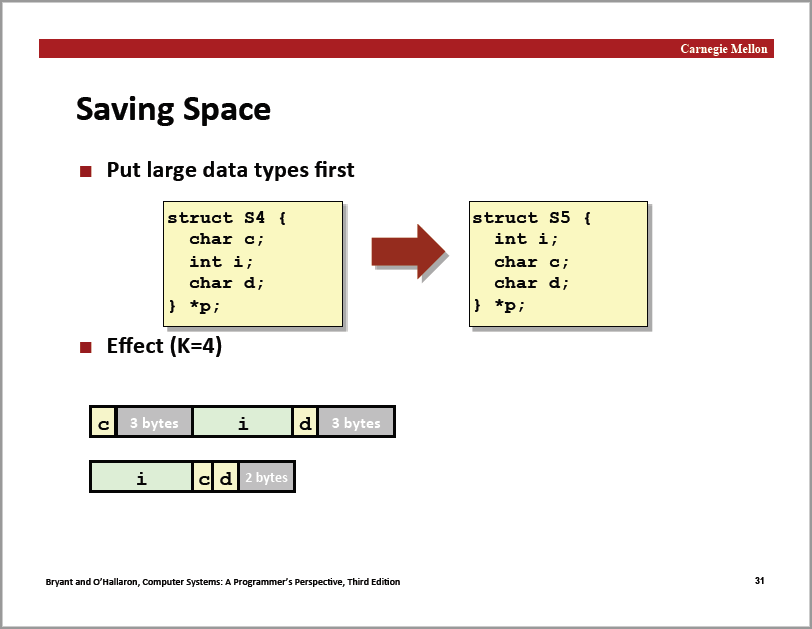 Carnegie Mellon
Saving Space
Put large data types first
struct S4 {
char c;
int i;
char d;
} *p;
struct S5 {
int i;
char c;
char d;
} *p;
Effect (K=4)
c 3 bytes i d 3 bytes
i c d 2 bytes
Bryant and O'Hallaron, Computer Systems: A Programmer's Perspective, Third Edition 31